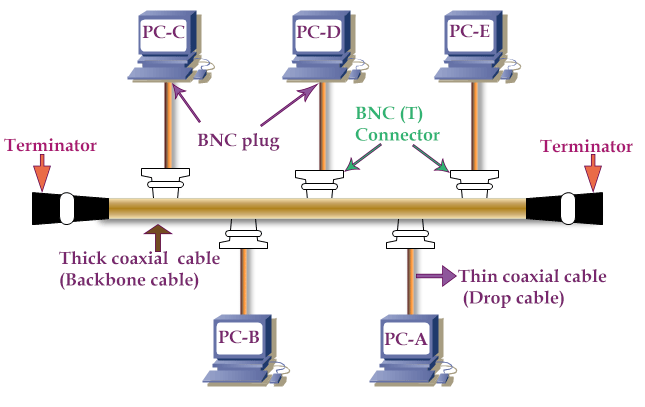 PC-C
PC-D
PC-E
BNC plug
BNC (T)
Connector
Terminator
Terminator
Thick coaxial cable
(Backbone cable)
Thin coaxial cable
(Drop cable)
PC-B
PC-A